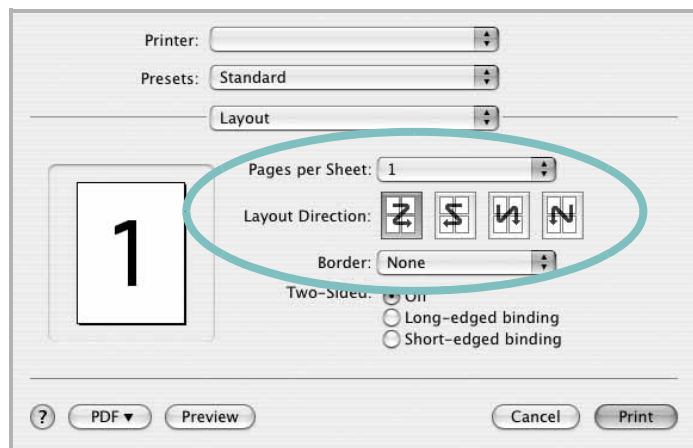 Printer:
Presets: Standard
Layout
Pages per Sheet: 1
Layout Direction:
Border: None
Two-Sided: Off
Long-edged binding
Short-edged binding
1
? PDF▼ Preview Cancel Print